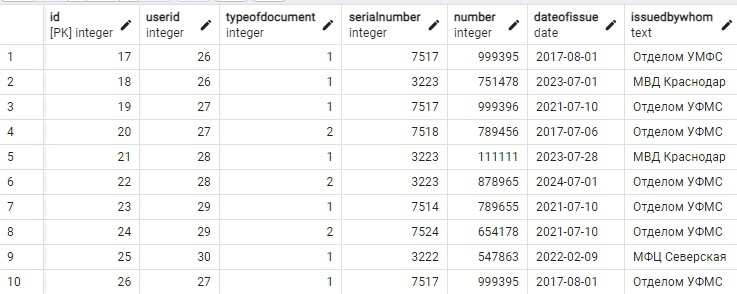 id userid typeofdocument serialnumber number dateofissue issuedbywhom
[PK] integer integer integer integer integer date text
1 17 26 1 7517 999395 2017-08-01 Отделом УМФС
2 18 26 1 3223 751478 2023-07-01 МВД Краснодар
3 19 27 1 7517 999396 2021-07-10 Отделом УФМС
4 20 27 2 7518 789456 2017-07-06 Отделом УФМС
5 21 28 1 3223 111111 2023-07-28 МВД Краснодар
6 22 28 2 3223 878965 2024-07-01 Отделом УФМС
7 23 29 1 7514 789655 2021-07-10 Отделом УФМС
8 24 29 2 7524 654178 2021-07-10 Отделом УФМС
9 25 30 1 3222 547863 2022-02-09 МФЦ Северская
10 26 27 1 7517 999395 2017-08-01 Отделом УФМС